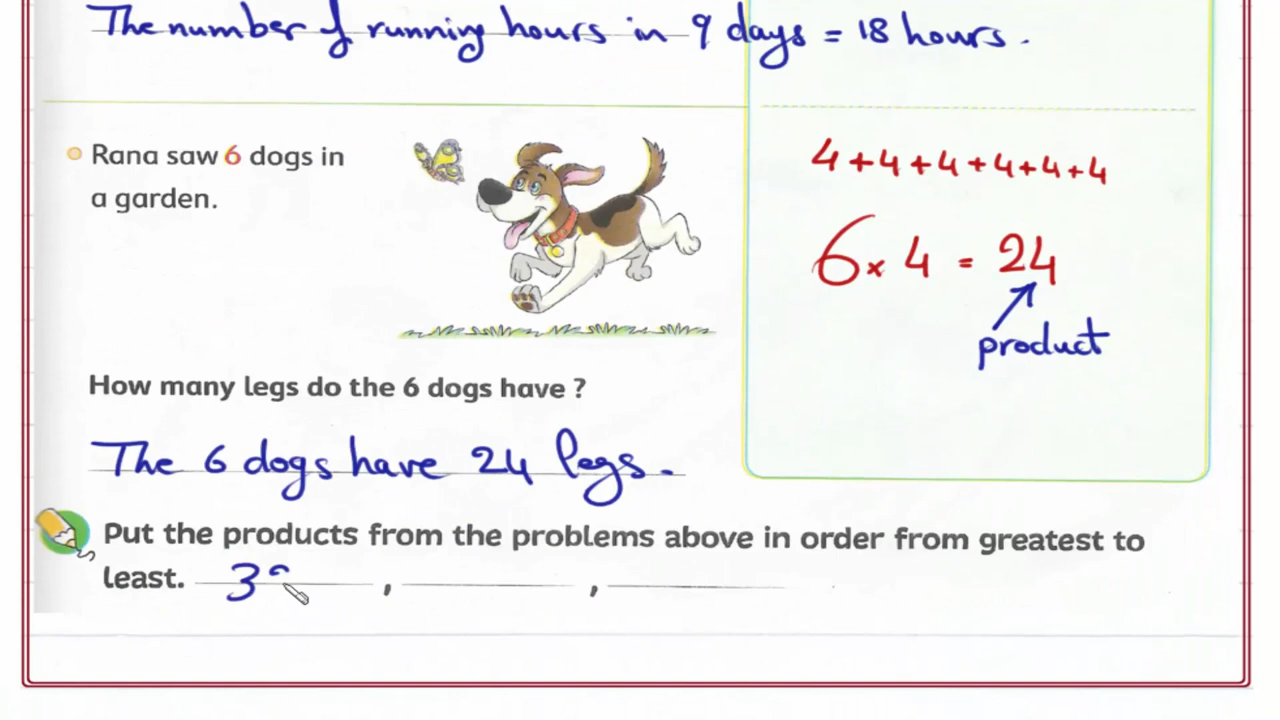 The number of running hours in 9 days = 18 hours.
Rana saw 6 dogs in
a garden.
4+4+4+4+4+4
6 x 4 = 24
product
How many legs do the 6 dogs have ?
The 6 dogs have 24 legs.
Put the products from the problems above in order from greatest to
least. , ,